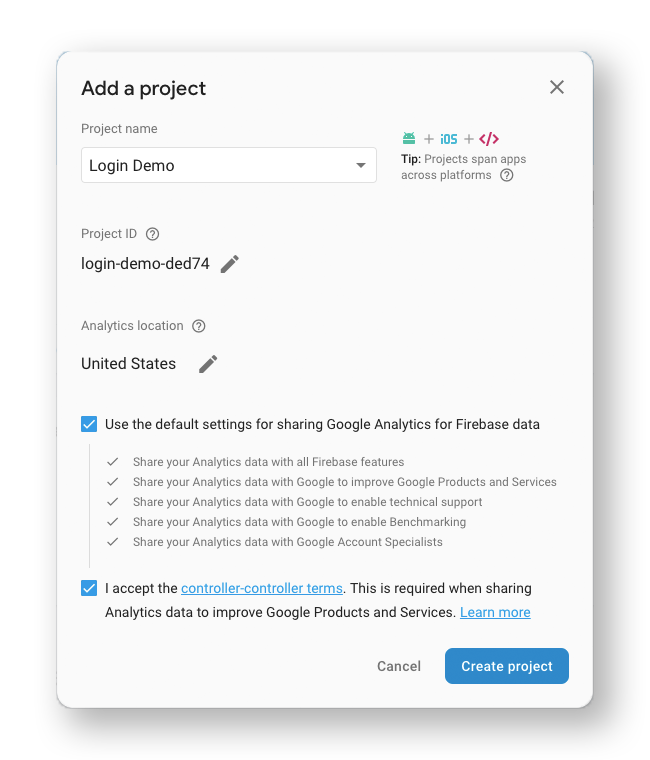 Add a project
Project name
Login Demo
+ iOS + </>
Tip: Projects span apps
across platforms ?
Project ID ?
login-demo-ded74
Analytics location ?
United States
Use the default settings for sharing Google Analytics for Firebase data
Share your Analytics data with all Firebase features
Share your Analytics data with Google to improve Google Products and Services
Share your Analytics data with Google to enable technical support
Share your Analytics data with Google to enable Benchmarking
Share your Analytics data with Google Account Specialists
I accept the controller-controller terms. This is required when sharing
Analytics data to improve Google Products and Services. Learn more
Cancel Create project